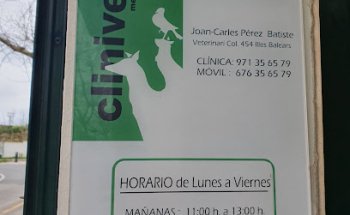 clinive
me
Joan-Carles Pérez Batiste
Veterinari Col. 454 Illes Balears
CLÍNICA: 971 35 65 79
MÓVIL : 676 35 65 79
HORARIO de Lunes a Viernes
MAÑANAS : 11:00 h. a 13:00 h